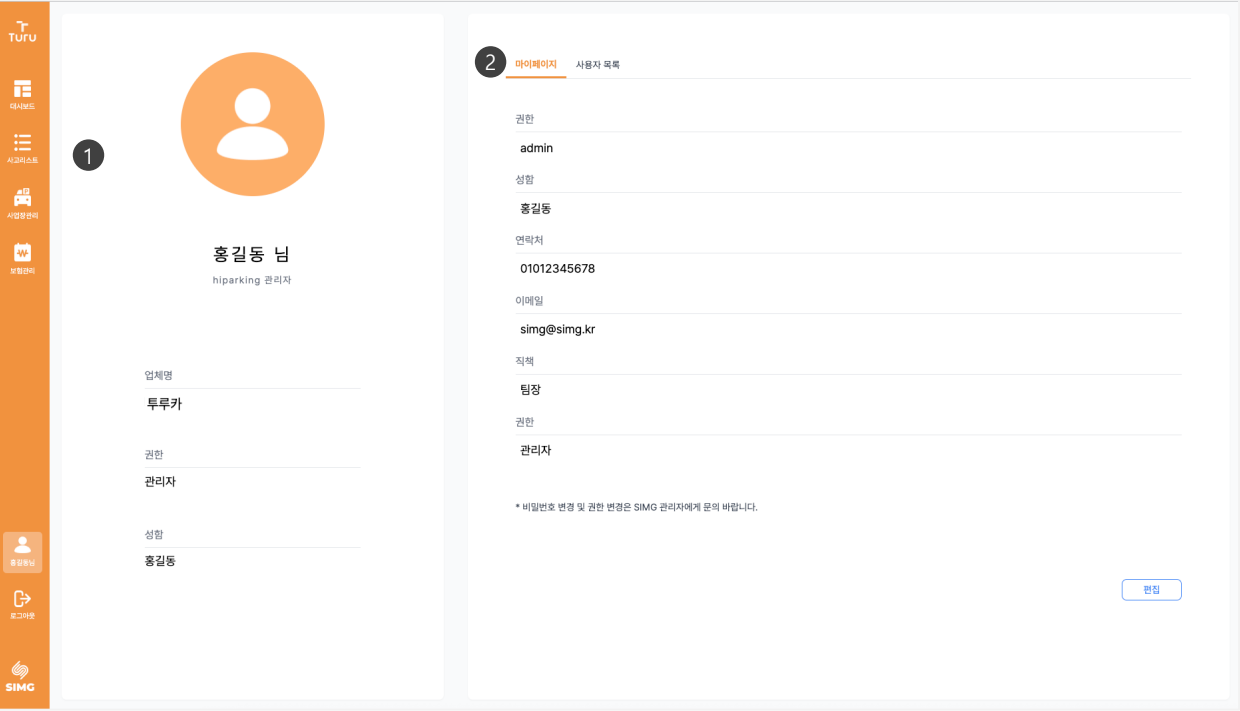 Turu
대시보드
사고리스트
사업장관리
보험관리
홍길동님
로그아웃
SIMG
1
홍길동 님
hiparking 관리자
업체명
투루카
권한
관리자
성함
홍길동
2
마이페이지 사용자 목록
권한
admin
성함
홍길동
연락처
01012345678
이메일
simg@simg.kr
직책
팀장
권한
관리자
* 비밀번호 변경 및 권한 변경은 SIMG 관리자에게 문의 바랍니다.
편집